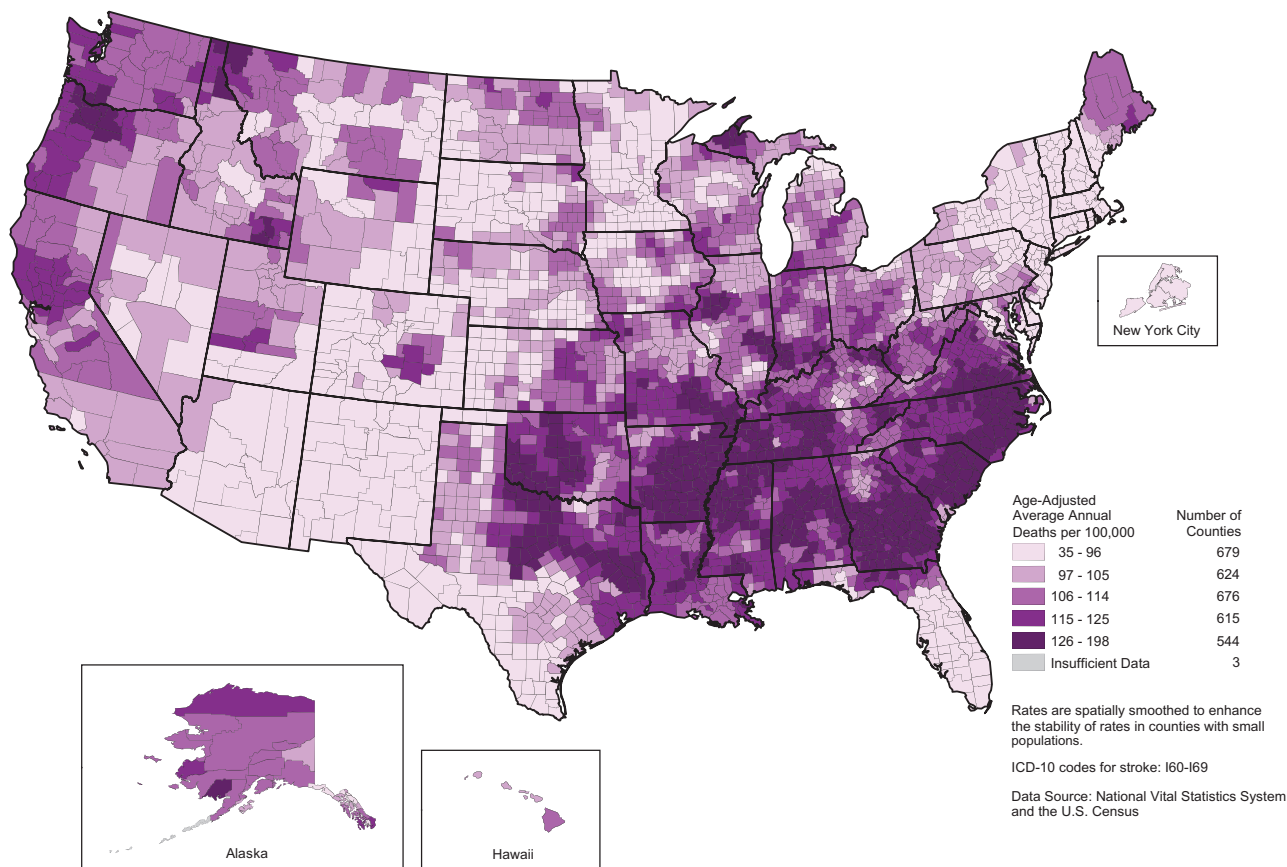 New York City
Age-Adjusted
Average Annual
Deaths per 100,000
Number of
Counties
35 - 96 679
97 - 105 624
106 - 114 676
115 - 125 615
126 - 198 544
Insufficient Data 3
Rates are spatially smoothed to enhance
the stability of rates in counties with small
populations.
ICD-10 codes for stroke: I60-I69
Data Source: National Vital Statistics System
and the U.S. Census
Alaska
Hawaii